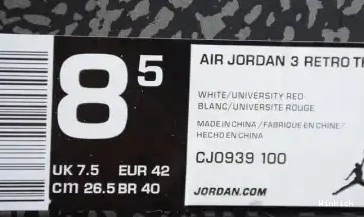 8 5
UK 7.5 EUR 42
cm 26.5 BR 40
AIR JORDAN 3 RETRO
WHITE/UNIVERSITY RED
BLANC/UNIVERSITE ROUGE
MADE IN CHINA / FABRIQUE EN CHINE /
HECHO EN CHINA
CJ0939 100
JORDAN.COM